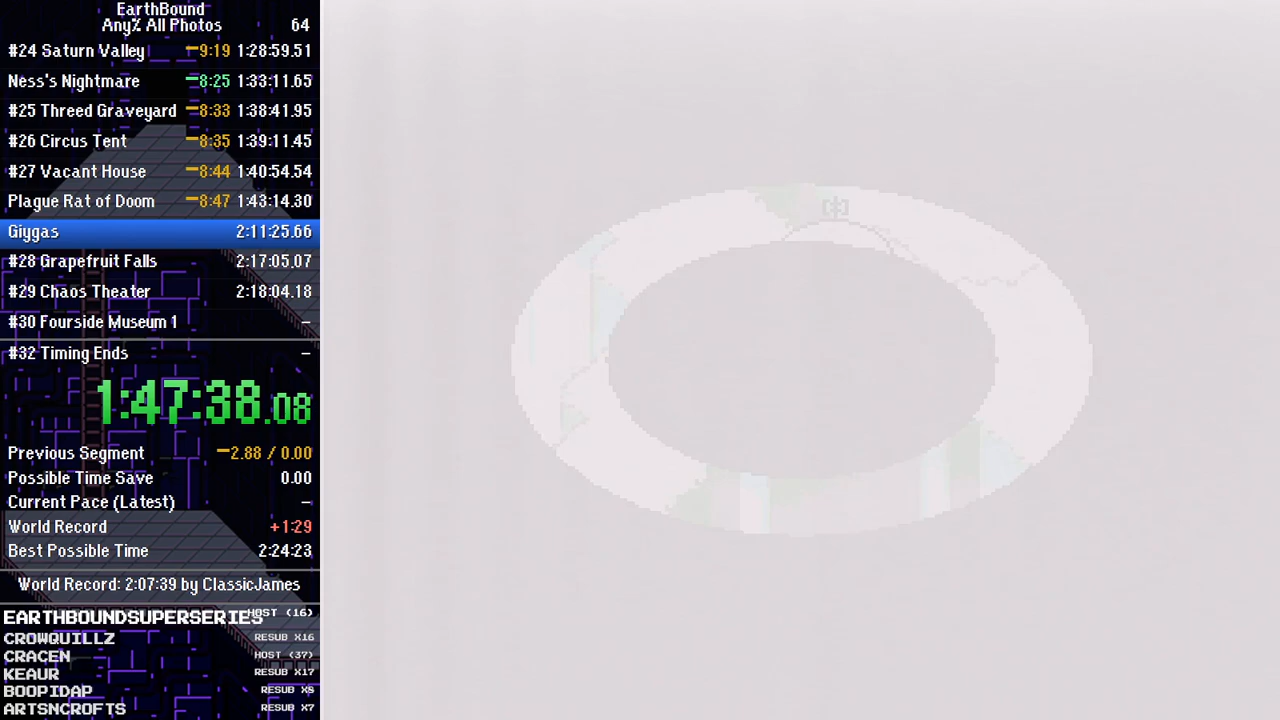 EarthBound
Any% All Photos 64
#24 Saturn Valley -9:19 1:28:59.51
Ness's Nightmare -8:25 1:33:11.65
#25 Threed Graveyard -8:33 1:38:41.95
#26 Circus Tent -8:35 1:39:11.45
#27 Vacant House -8:44 1:40:54.54
Plague Rat of Doom -8:47 1:43:14.30
Giygas 2:11:25.66
#28 Grapefruit Falls 2:17:05.07
#29 Chaos Theater 2:18:04.18
#30 Fourside Museum 1 -
#32 Timing Ends -
1:47:38.08
Previous Segment -2.88 / 0.00
Possible Time Save 0.00
Current Pace (Latest) -
World Record +1:29
Best Possible Time 2:24:23
World Record: 2:07:39 by ClassicJames
EARTHBOUNDSUPERSERIES HOST (16)
CROWQUILLZ RESUB X16
CRACEN HOST (37)
KEAUR RESUB X17
BOOPIDAP RESUB X8
ARTSNCROFTS RESUB X7